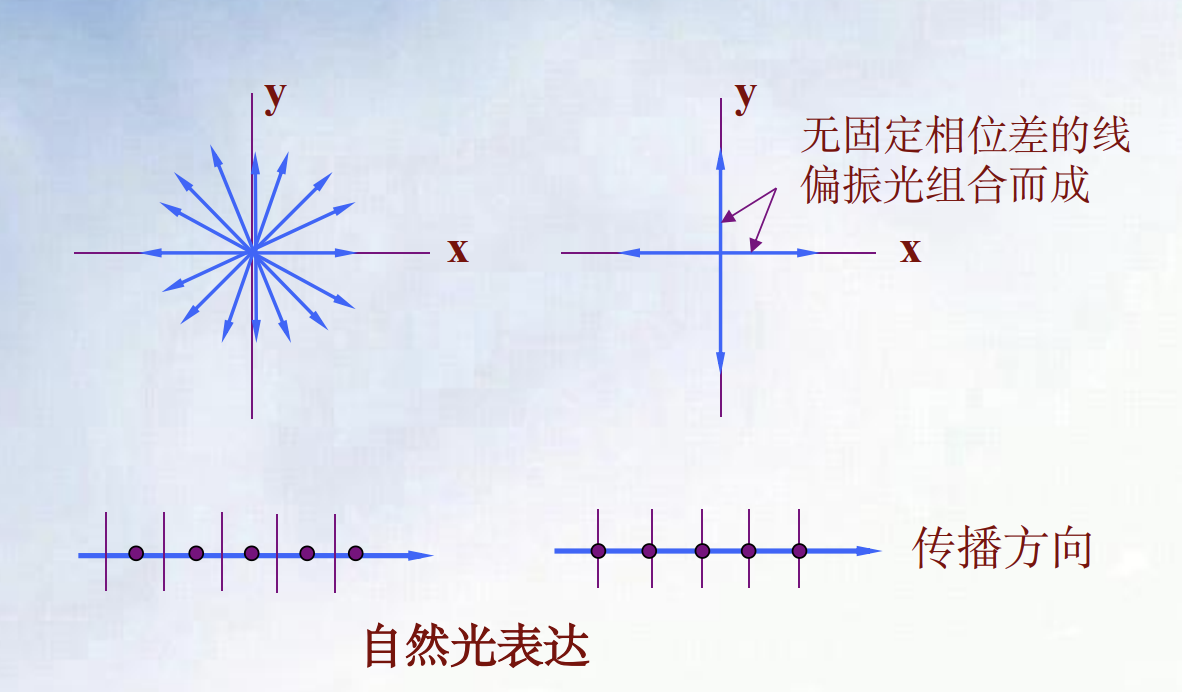 y
x
y
x
无固定相位差的线
偏振光组合而成
传播方向
自然光表达